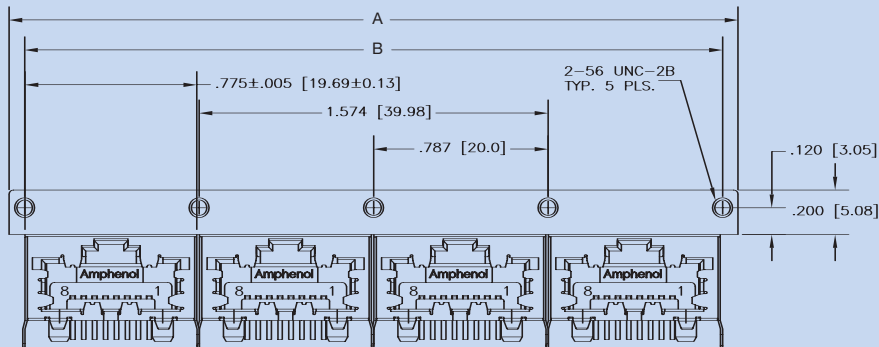 A
B
.775±.005 [19.69±0.13]
2-56 UNC-2B
TYP. 5 PLS.
1.574 [39.98]
.787 [20.0]
.120 [3.05]
.200 [5.08]
Amphenol Amphenol Amphenol Amphenol
8 1 8 1 8 1 8 1